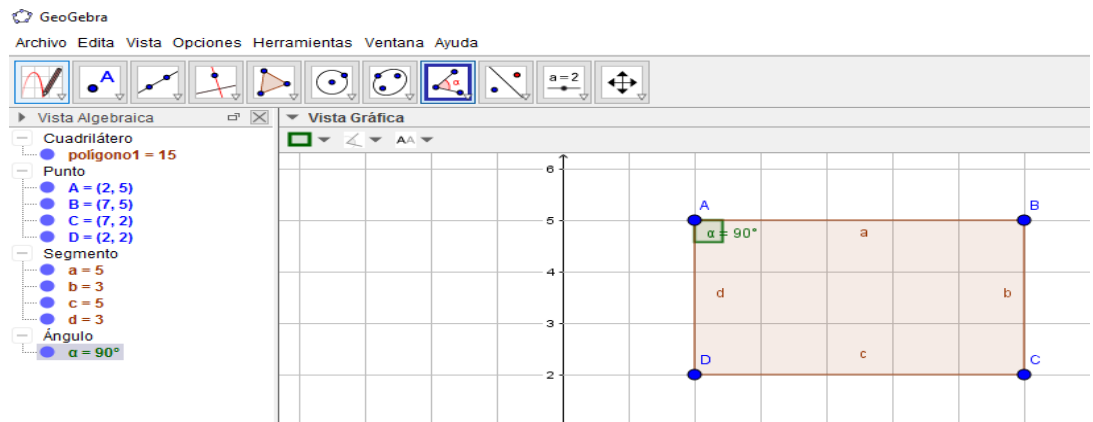 GeoGebra
Archivo Edita Vista Opciones Herramientas Ventana Ayuda
A
α
a = 2
Vista Algebraica
Vista Gráfica
AA
Cuadrilátero
polígono1 = 15
Punto
A = (2, 5)
B = (7, 5)
C = (7, 2)
D = (2, 2)
Segmento
a = 5
b = 3
c = 5
d = 3
Ángulo
α = 90°
6
5
4
3
2
A
B
α = 90°
a
d
b
D
c
C